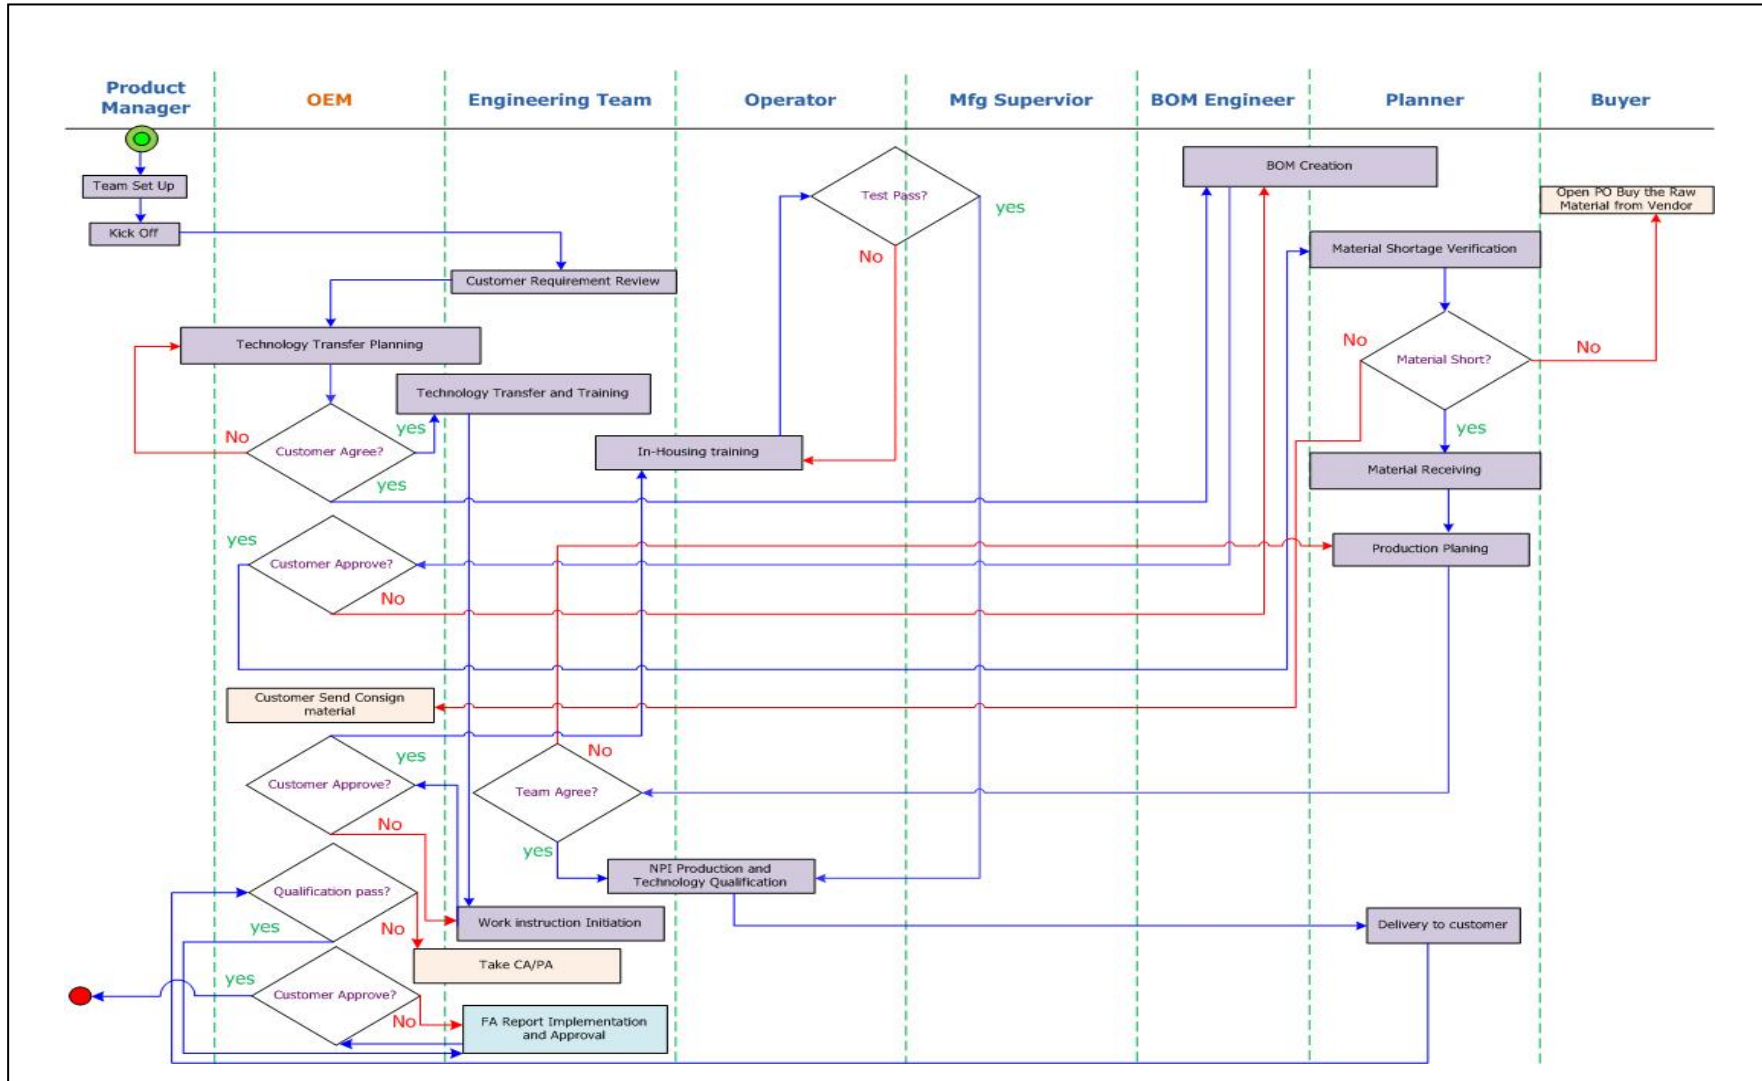 Product
Manager
OEM
Engineering Team
Operator
Mfg Supervior
BOM Engineer
Planner
Buyer
Team Set Up
Kick Off
Customer Requirement Review
Technology Transfer Planning
Customer Agree?
No
yes
yes
Technology Transfer and Training
In-Housing training
Test Pass?
yes
No
BOM Creation
Open PO Buy the Raw
Material from Vendor
Material Shortage Verification
Material Short?
No
No
yes
Material Receiving
Production Planing
yes
Customer Approve?
No
Customer Send Consign
material
Customer Approve?
yes
No
Team Agree?
No
yes
NPI Production and
Technology Qualification
Qualification pass?
yes
No
Work instruction Initiation
Delivery to customer
Take CA/PA
yes
Customer Approve?
No
FA Report Implementation
and Approval